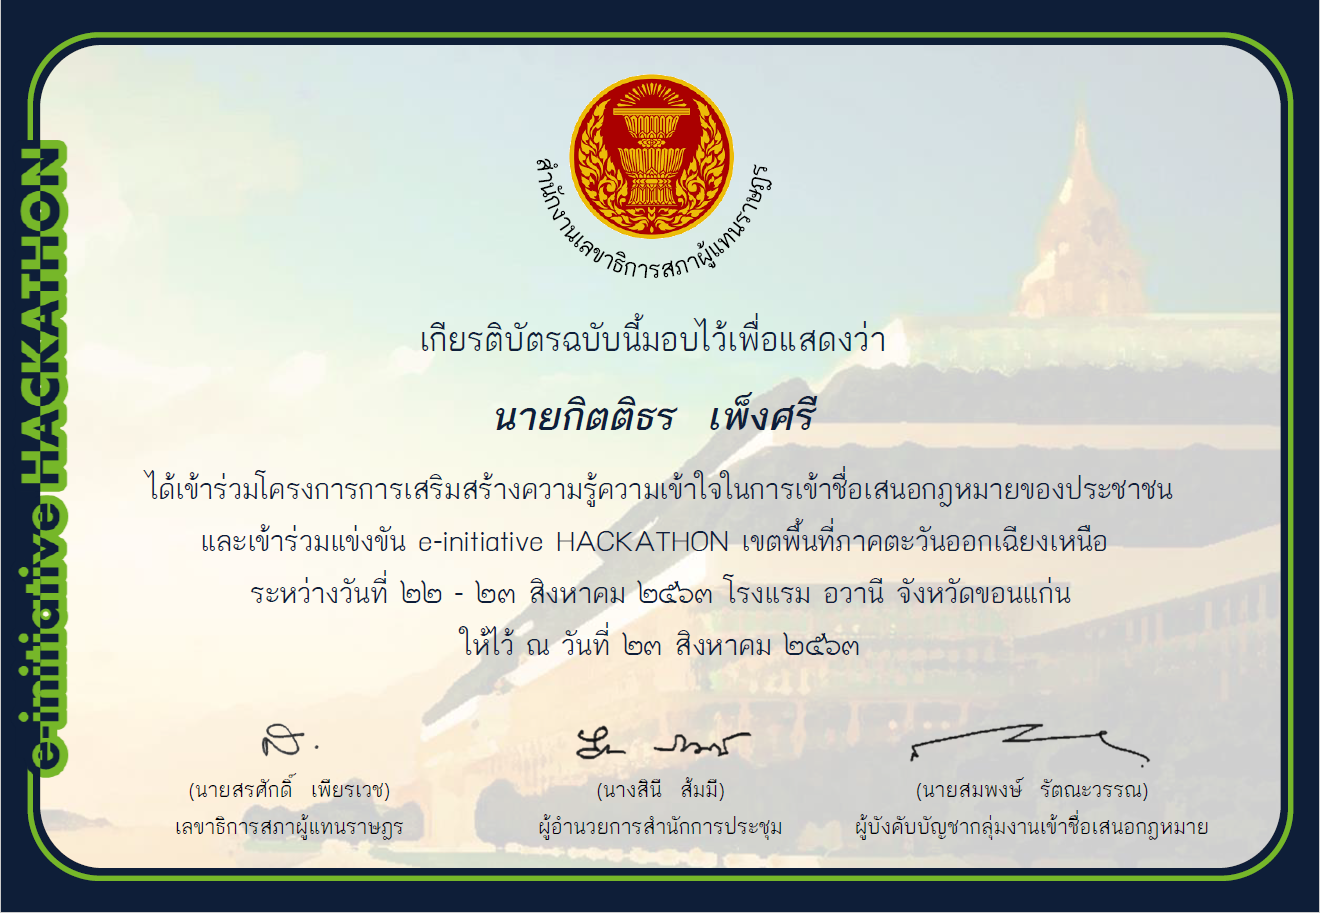 e-initiative HACKATHON
สำนักงานเลขาธิการสภาผู้แทนราษฎร
เกียรติบัตรฉบับนี้มอบไว้เพื่อแสดงว่า
นายกิตติธร เพ็งศรี
ได้เข้าร่วมโครงการการเสริมสร้างความรู้ความเข้าใจในการเข้าชื่อเสนอกฎหมายของประชาชน
และเข้าร่วมแข่งขัน e-initiative HACKATHON เขตพื้นที่ภาคตะวันออกเฉียงเหนือ
ระหว่างวันที่ ๒๒ - ๒๓ สิงหาคม ๒๕๖๓ โรงแรม อวานี จังหวัดขอนแก่น
ให้ไว้ ณ วันที่ ๒๓ สิงหาคม ๒๕๖๓
(นายสรศักดิ์ เพียรเวช) (นางสินี ส้มมี) (นายสมพงษ์ รัตณะวรรณ)
เลขาธิการสภาผู้แทนราษฎร ผู้อำนวยการสำนักการประชุม ผู้บังคับบัญชากลุ่มงานเข้าชื่อเสนอกฎหมาย